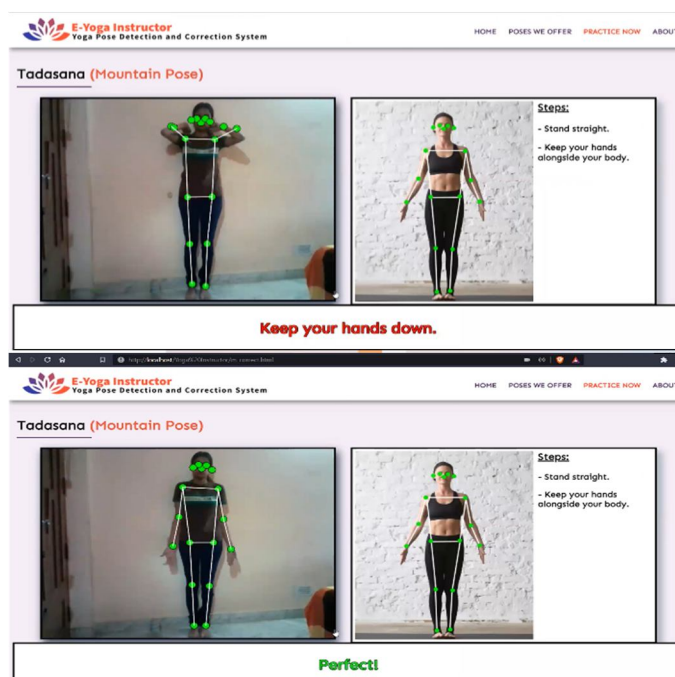 E-Yoga Instructor
Yoga Pose Detection and Correction System
HOME POSES WE OFFER PRACTICE NOW ABOU
Tadasana (Mountain Pose)
Steps:
- Stand straight.
- Keep your hands
alongside your body.
Keep your hands down.
E-Yoga Instructor
Yoga Pose Detection and Correction System
HOME POSES WE OFFER PRACTICE NOW ABOU
Tadasana (Mountain Pose)
Steps:
- Stand straight.
- Keep your hands
alongside your body.
Perfect!